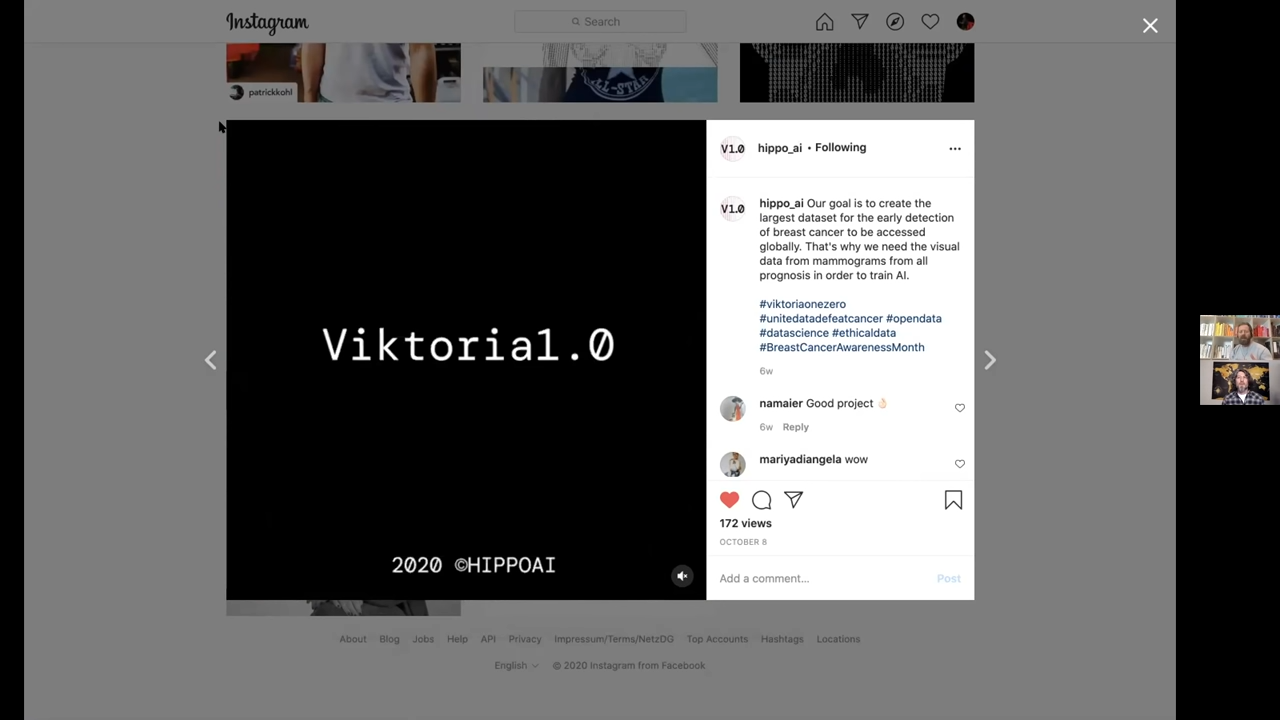 Instagram
Search
patrickkohl
ALL-STAR
Viktoria1.0
2020 ©HIPPOAI
V1.0
hippo_ai • Following
V1.0
hippo_ai Our goal is to create the
largest dataset for the early detection
of breast cancer to be accessed
globally. That's why we need the visual
data from mammograms from all
prognosis in order to train AI.
#viktoriaonezero
#unitedatadefeatcancer #opendata
#datascience #ethicaldata
#BreastCancerAwarenessMonth
6w
namaier Good project 👌🏻
6w Reply
mariyadiangela wow
172 views
OCTOBER 8
Add a comment... Post
About Blog Jobs Help API Privacy Impressum/Terms/NetzDG Top Accounts Hashtags Locations
English © 2020 Instagram from Facebook